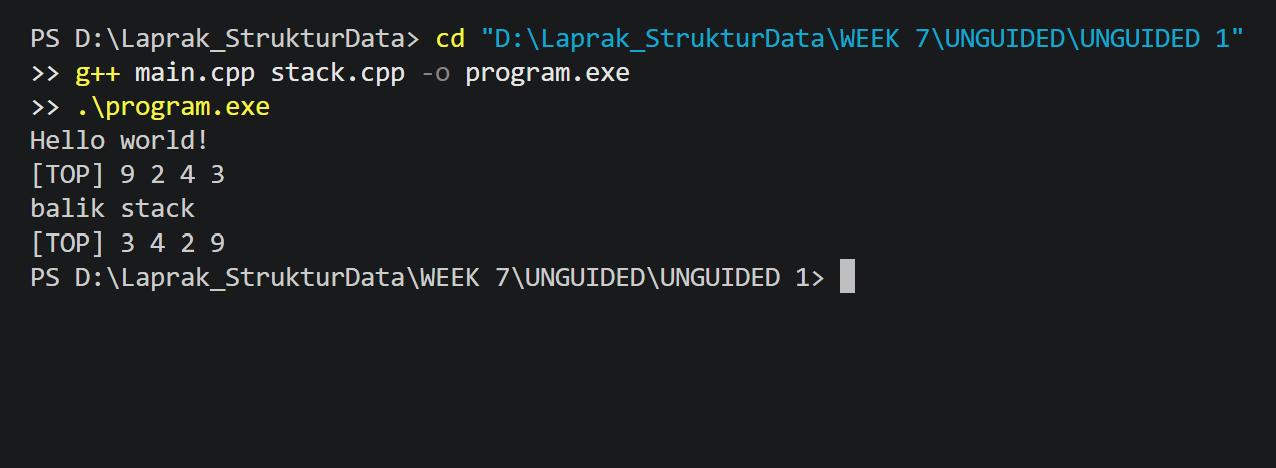 PS D:\Laprak_StrukturData> cd "D:\Laprak_StrukturData\WEEK 7\UNGUIDED\UNGUIDED 1"
>> g++ main.cpp stack.cpp -o program.exe
>> .\program.exe
Hello world!
[TOP] 9 2 4 3
balik stack
[TOP] 3 4 2 9
PS D:\Laprak_StrukturData\WEEK 7\UNGUIDED\UNGUIDED 1>